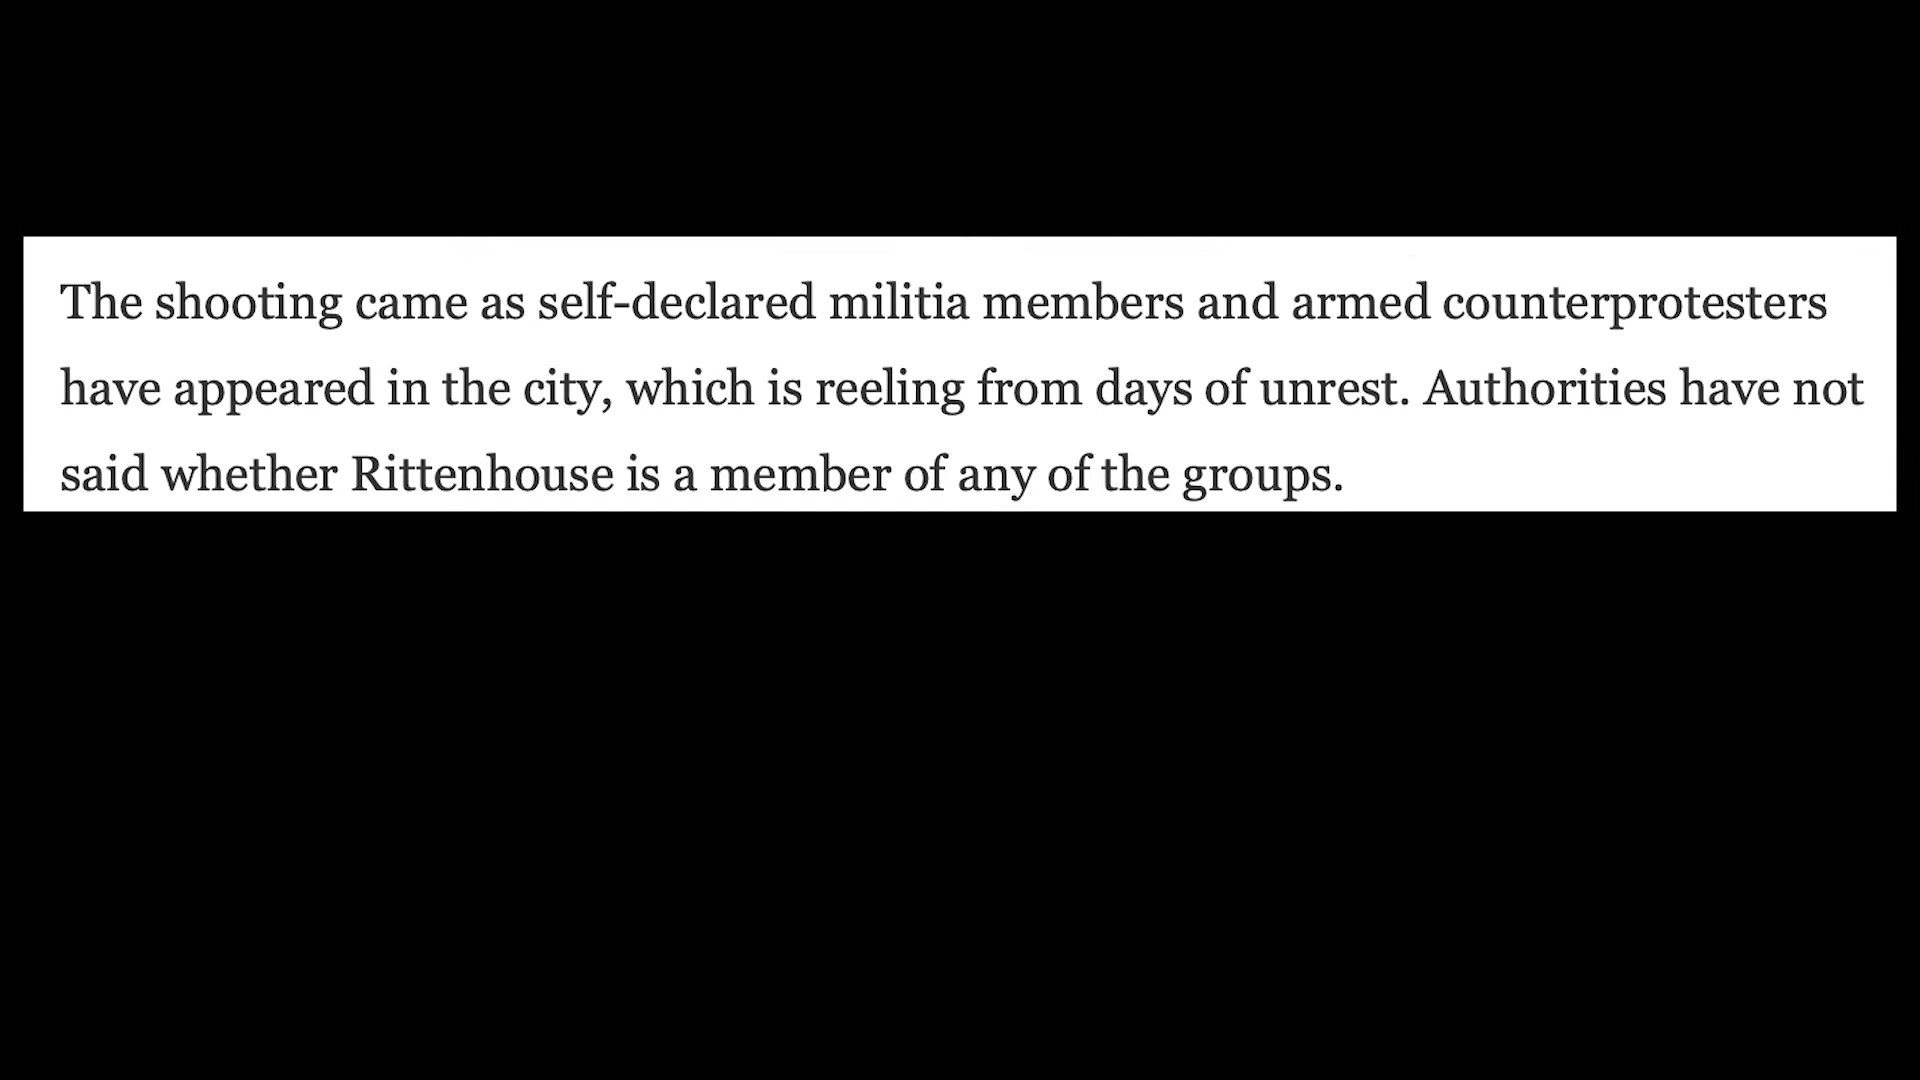 The shooting came as self-declared militia members and armed counterprotesters
have appeared in the city, which is reeling from days of unrest. Authorities have not
said whether Rittenhouse is a member of any of the groups.